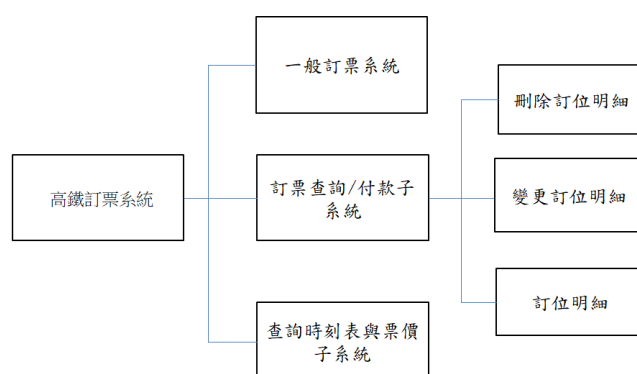 一般訂票系統
刪除訂位明細
高鐵訂票系統
訂票查詢/付款子
系統
變更訂位明細
訂位明細
查詢時刻表與票價
子系統